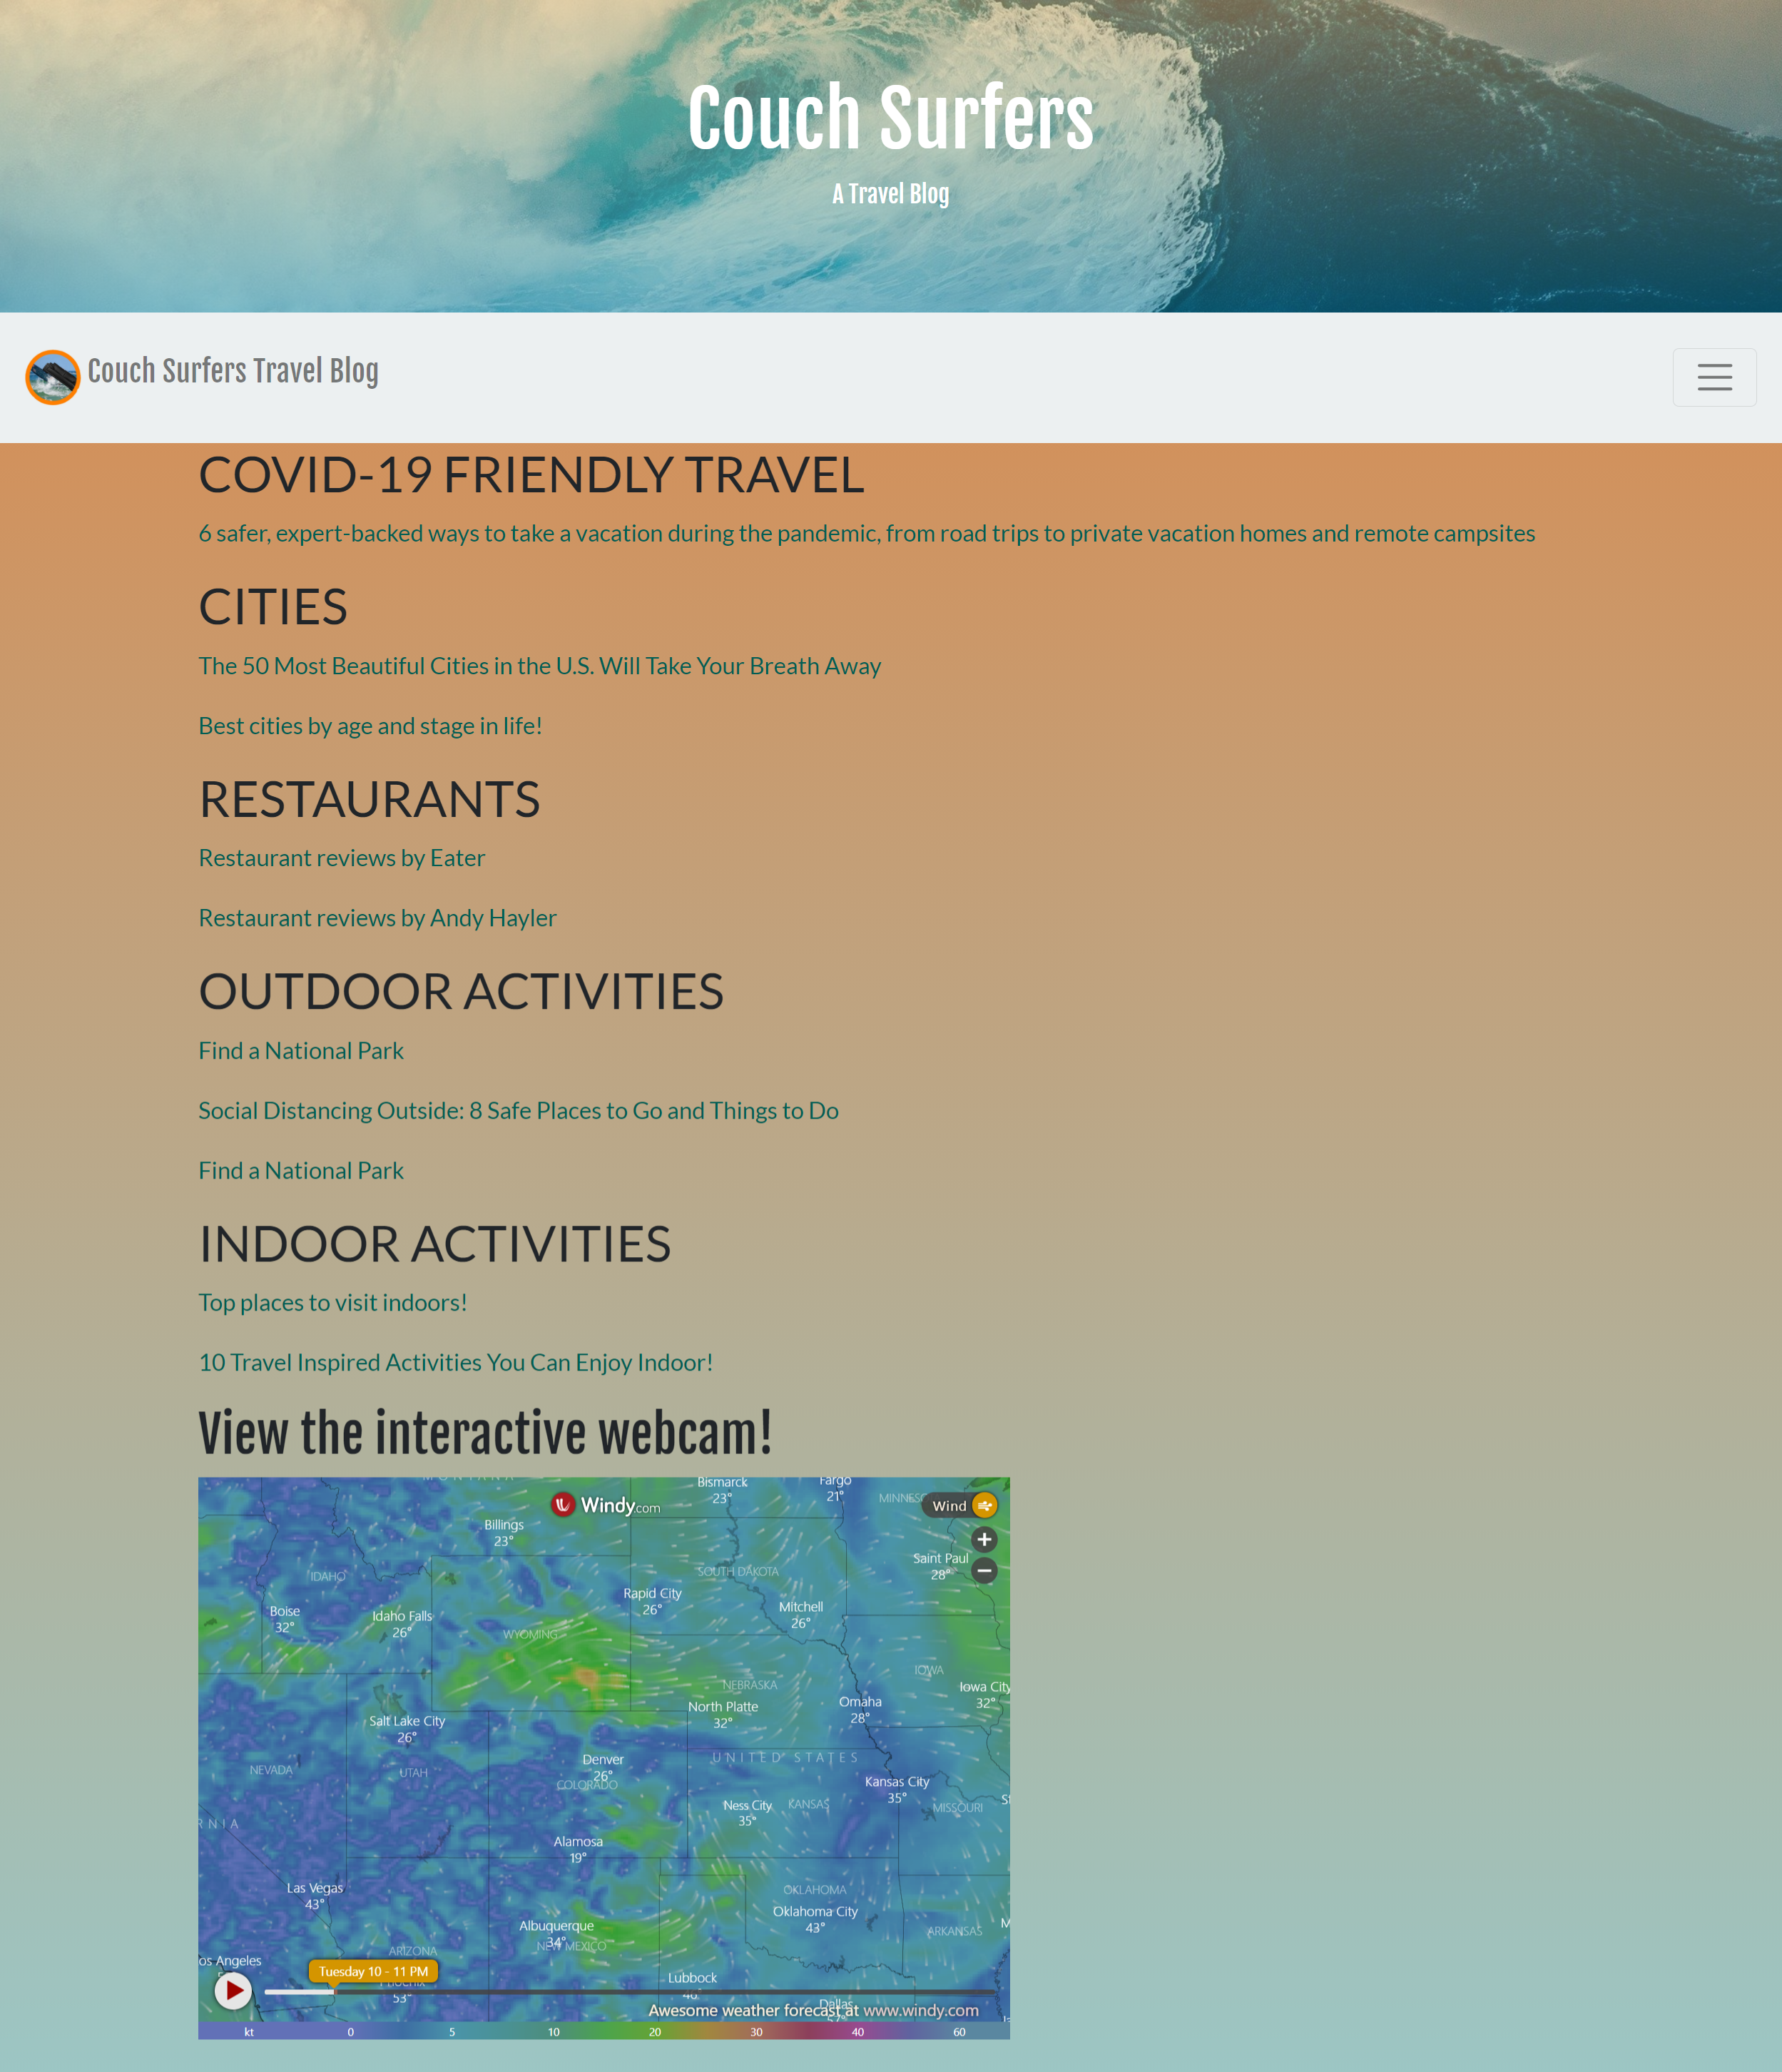 Couch Surfers
A Travel Blog
Couch Surfers Travel Blog
COVID-19 FRIENDLY TRAVEL
6 safer, expert-backed ways to take a vacation during the pandemic, from road trips to private vacation homes and remote campsites
CITIES
The 50 Most Beautiful Cities in the U.S. Will Take Your Breath Away
Best cities by age and stage in life!
RESTAURANTS
Restaurant reviews by Eater
Restaurant reviews by Andy Hayler
OUTDOOR ACTIVITIES
Find a National Park
Social Distancing Outside: 8 Safe Places to Go and Things to Do
Find a National Park
INDOOR ACTIVITIES
Top places to visit indoors!
10 Travel Inspired Activities You Can Enjoy Indoor!
View the interactive webcam!
MONTANA
Bismarck
23°
Fargo
21°
Windy.com
Wind
Billings
23°
Saint Paul
28°
SOUTH DAKOTA
IDAHO
Rapid City
26°
Boise
32°
Idaho Falls
26°
Mitchell
26°
WYOMING
IOWA
NEBRASKA
Iowa City
32°
North Platte
32°
Omaha
28°
Salt Lake City
26°
UNITED STATES
Denver
26°
NEVADA
UTAH
COLORADO
Kansas City
35°
Ness City
35°
KANSAS
MISSOURI
RNIA
Alamosa
19°
Las Vegas
43°
OKLAHOMA
Oklahoma City
43°
Albuquerque
34°
NEW MEXICO
ARKANSAS
ARIZONA
os Angeles
Tuesday 10 - 11 PM
53°
Lubbock
Dallas
Awesome weather forecast at www.windy.com
kt 0 5 10 20 30 40 60